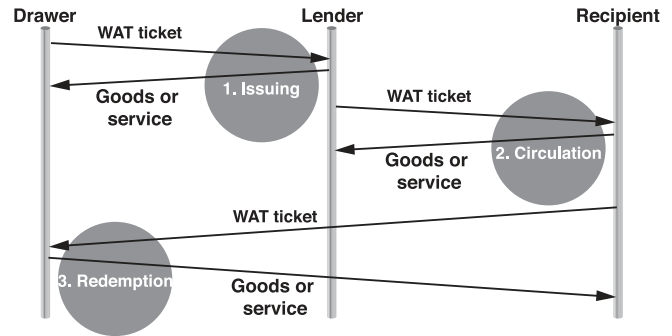 Drawer Lender Recipient
WAT ticket
1. Issuing
Goods or
service
WAT ticket
2. Circulation
Goods or
service
WAT ticket
3. Redemption
Goods or
service